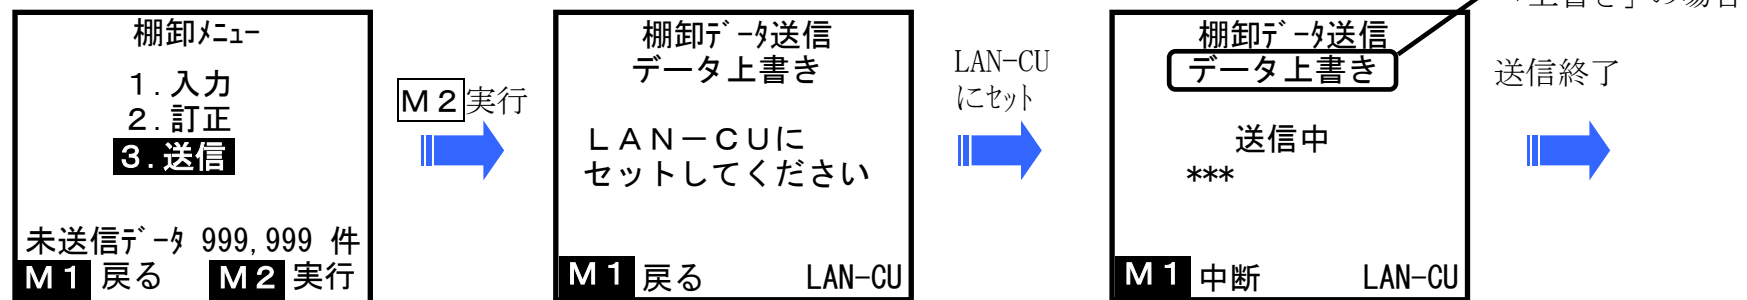 棚卸ﾒﾆｭｰ
１.入力
２.訂正
３.送信
未送信ﾃﾞｰﾀ 999,999 件
Ｍ１ 戻る Ｍ２ 実行
Ｍ２実行
棚卸ﾃﾞｰﾀ送信
データ上書き
ＬＡＮ－ＣＵに
セットしてください
Ｍ１ 戻る LAN-CU
LAN-CU
にｾｯﾄ
棚卸ﾃﾞｰﾀ送信
データ上書き
送信中
***
Ｍ１ 中断 LAN-CU
送信終了